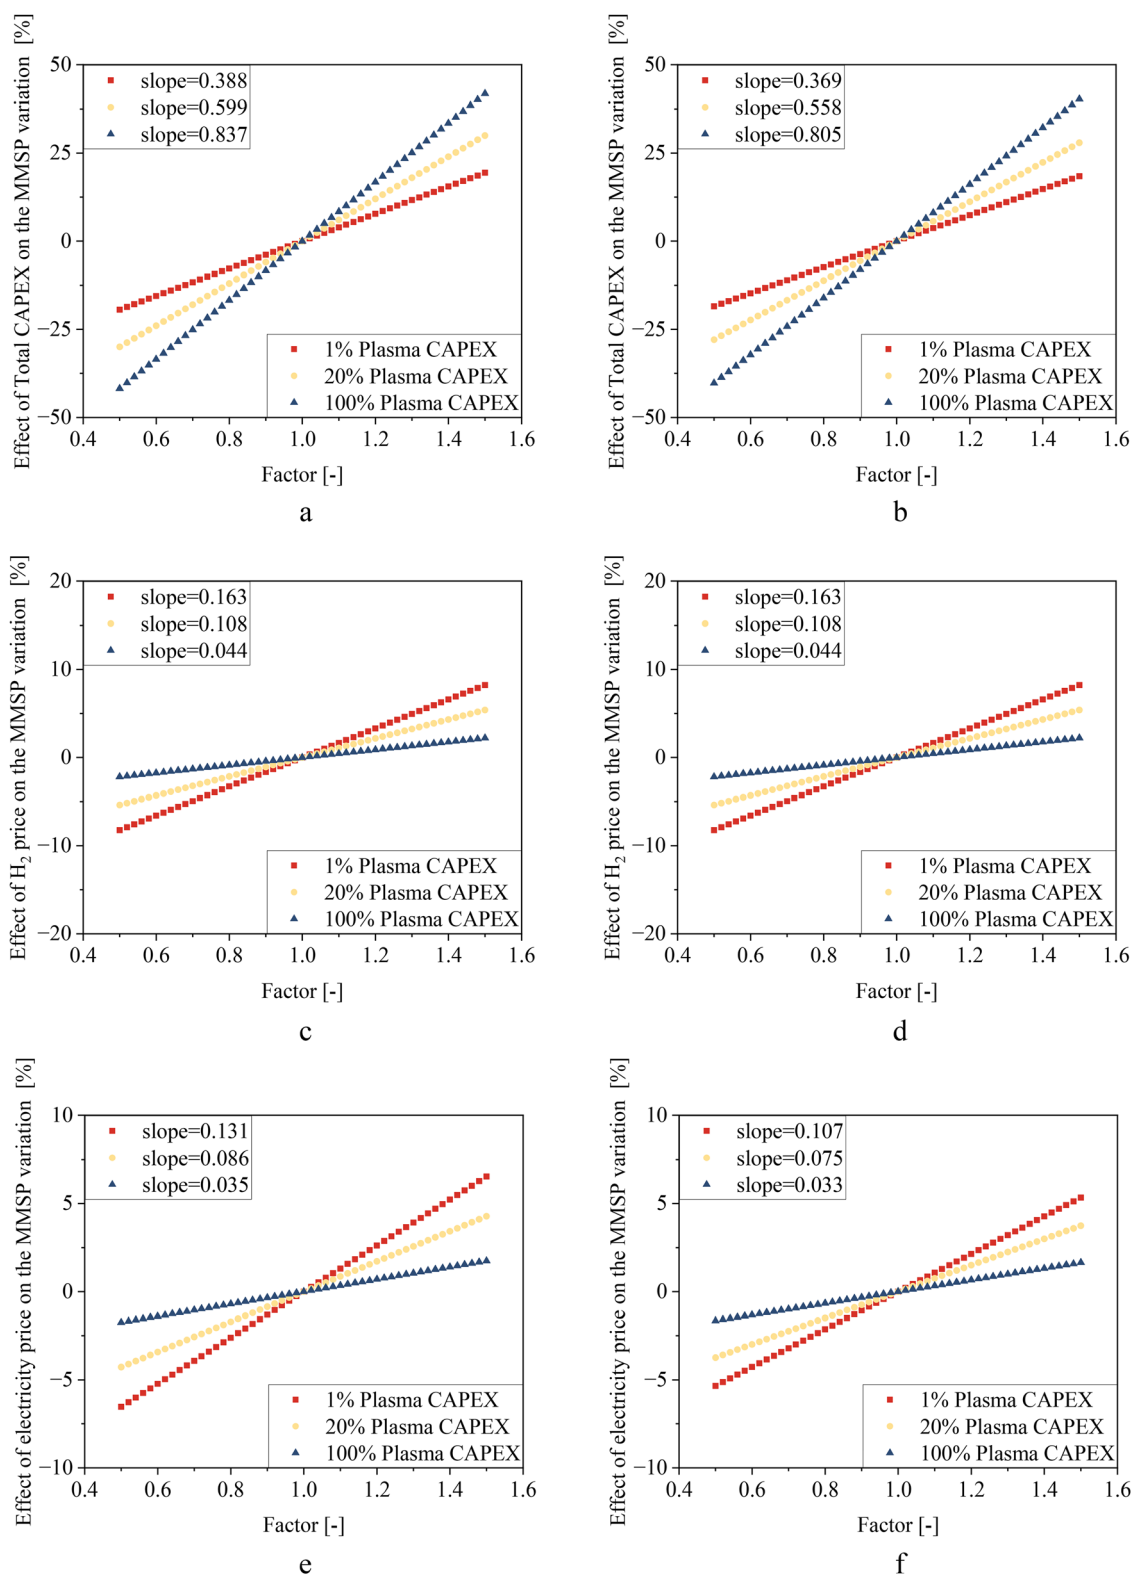 Effect of Total CAPEX on the MMSP variation [%]
50
25
0
−25
−50
slope=0.388
slope=0.599
slope=0.837
1% Plasma CAPEX
20% Plasma CAPEX
100% Plasma CAPEX
0.4 0.6 0.8 1.0 1.2 1.4 1.6
Factor [-]
a
Effect of Total CAPEX on the MMSP variation [%]
50
25
0
−25
−50
slope=0.369
slope=0.558
slope=0.805
1% Plasma CAPEX
20% Plasma CAPEX
100% Plasma CAPEX
0.4 0.6 0.8 1.0 1.2 1.4 1.6
Factor [-]
b
Effect of H₂ price on the MMSP variation [%]
20
10
0
−10
−20
slope=0.163
slope=0.108
slope=0.044
1% Plasma CAPEX
20% Plasma CAPEX
100% Plasma CAPEX
0.4 0.6 0.8 1.0 1.2 1.4 1.6
Factor [-]
c
Effect of H₂ price on the MMSP variation [%]
20
10
0
−10
−20
slope=0.163
slope=0.108
slope=0.044
1% Plasma CAPEX
20% Plasma CAPEX
100% Plasma CAPEX
0.4 0.6 0.8 1.0 1.2 1.4 1.6
Factor [-]
d
Effect of electricity price on the MMSP variation [%]
10
5
0
−5
−10
slope=0.131
slope=0.086
slope=0.035
1% Plasma CAPEX
20% Plasma CAPEX
100% Plasma CAPEX
0.4 0.6 0.8 1.0 1.2 1.4 1.6
Factor [-]
e
Effect of electricity price on the MMSP variation [%]
10
5
0
−5
−10
slope=0.107
slope=0.075
slope=0.033
1% Plasma CAPEX
20% Plasma CAPEX
100% Plasma CAPEX
0.4 0.6 0.8 1.0 1.2 1.4 1.6
Factor [-]
f